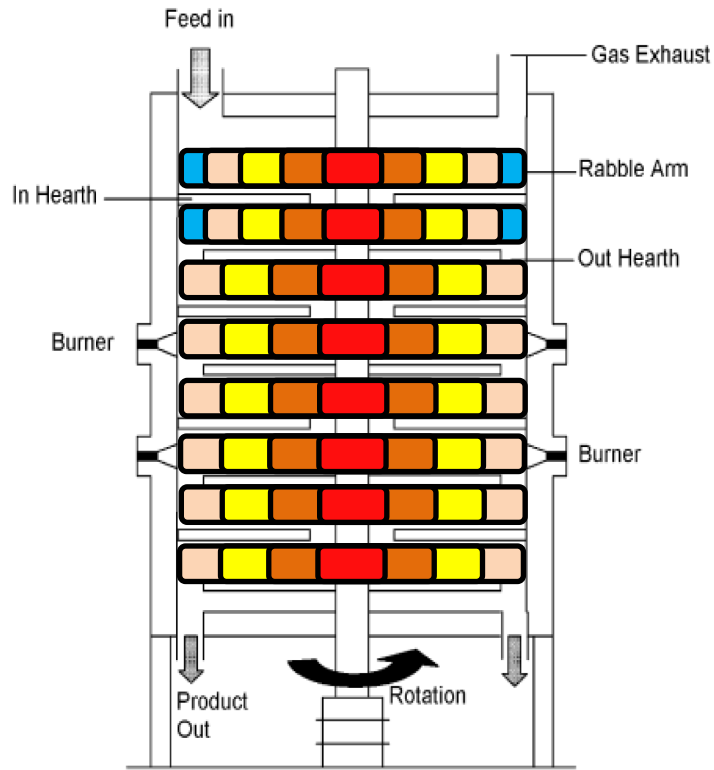 Feed in
Gas Exhaust
Rabble Arm
In Hearth
Out Hearth
Burner
Burner
Rotation
Product
Out